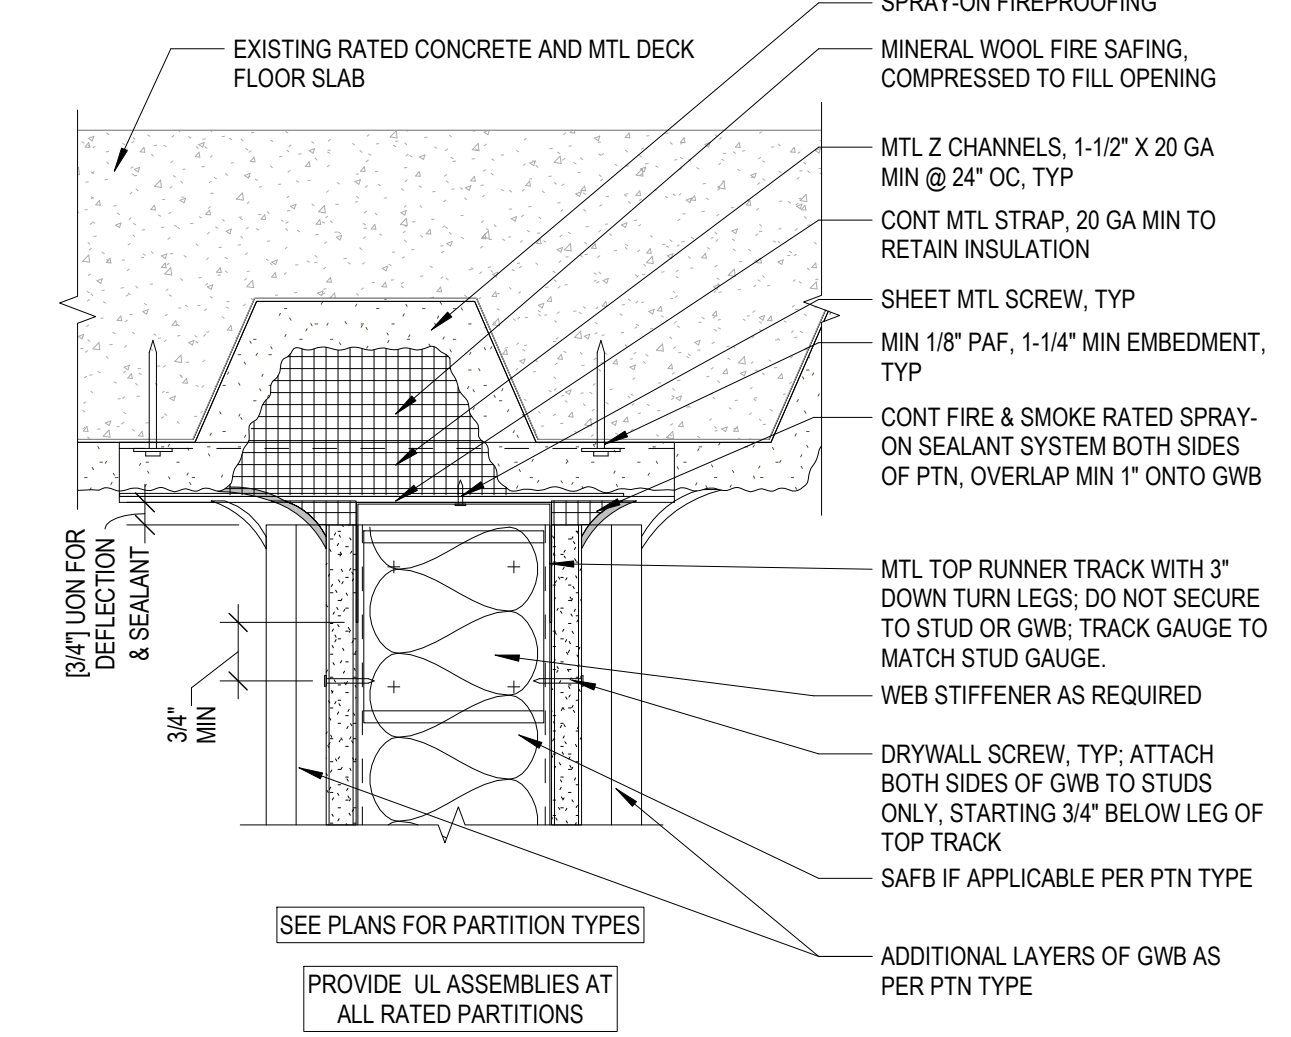 SPRAY-ON FIREPROOFING
EXISTING RATED CONCRETE AND MTL DECK
FLOOR SLAB
MINERAL WOOL FIRE SAFING,
COMPRESSED TO FILL OPENING
MTL Z CHANNELS, 1-1/2" X 20 GA
MIN @ 24" OC, TYP
CONT MTL STRAP, 20 GA MIN TO
RETAIN INSULATION
SHEET MTL SCREW, TYP
MIN 1/8" PAF, 1-1/4" MIN EMBEDMENT,
TYP
CONT FIRE & SMOKE RATED SPRAY-
ON SEALANT SYSTEM BOTH SIDES
OF PTN, OVERLAP MIN 1" ONTO GWB
[3/4"] UON FOR
DEFLECTION
& SEALANT
3/4"
MIN
MTL TOP RUNNER TRACK WITH 3"
DOWN TURN LEGS; DO NOT SECURE
TO STUD OR GWB; TRACK GAUGE TO
MATCH STUD GAUGE.
WEB STIFFENER AS REQUIRED
DRYWALL SCREW, TYP; ATTACH
BOTH SIDES OF GWB TO STUDS
ONLY, STARTING 3/4" BELOW LEG OF
TOP TRACK
SAFB IF APPLICABLE PER PTN TYPE
ADDITIONAL LAYERS OF GWB AS
PER PTN TYPE
SEE PLANS FOR PARTITION TYPES
PROVIDE UL ASSEMBLIES AT
ALL RATED PARTITIONS